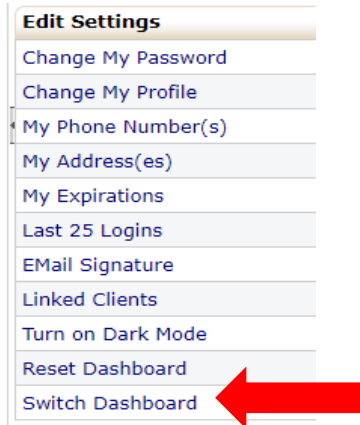 Edit Settings
Change My Password
Change My Profile
My Phone Number(s)
My Address(es)
My Expirations
Last 25 Logins
EMail Signature
Linked Clients
Turn on Dark Mode
Reset Dashboard
Switch Dashboard